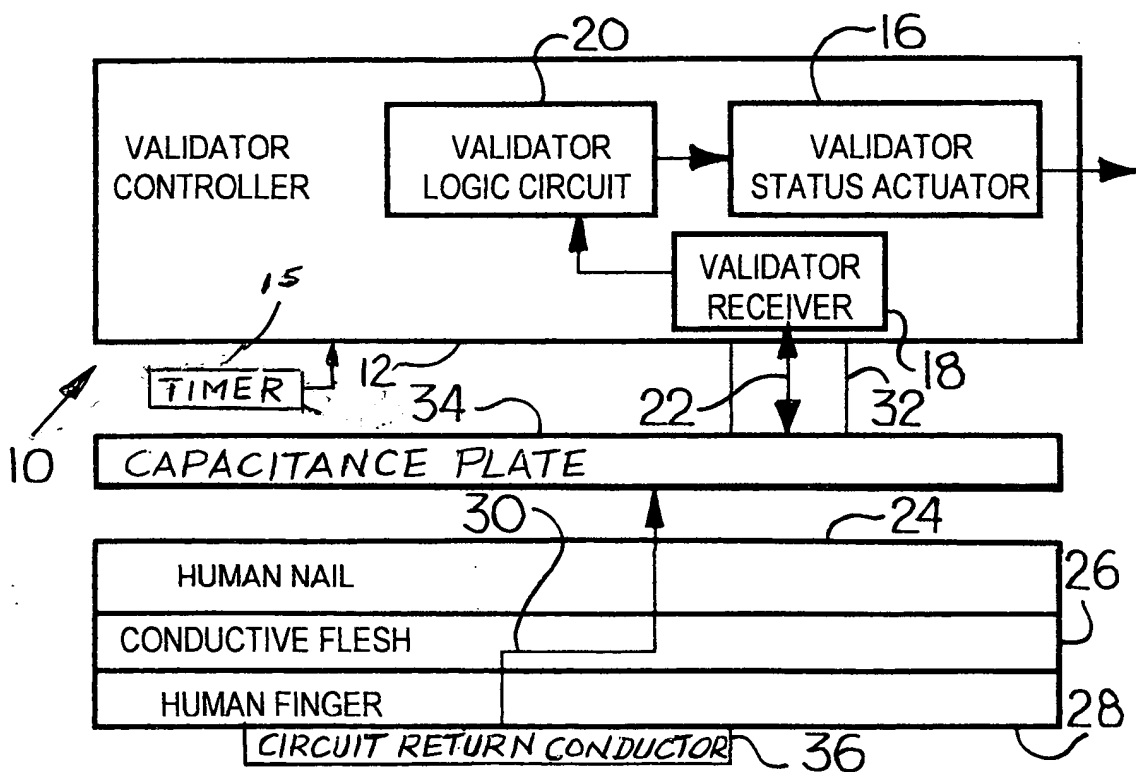 20
16
VALIDATOR
CONTROLLER
VALIDATOR
LOGIC CIRCUIT
VALIDATOR
STATUS ACTUATOR
VALIDATOR
RECEIVER
15
TIMER
12
18
22
32
34
10
CAPACITANCE PLATE
30
24
HUMAN NAIL
26
CONDUCTIVE FLESH
HUMAN FINGER
28
CIRCUIT RETURN CONDUCTOR
36